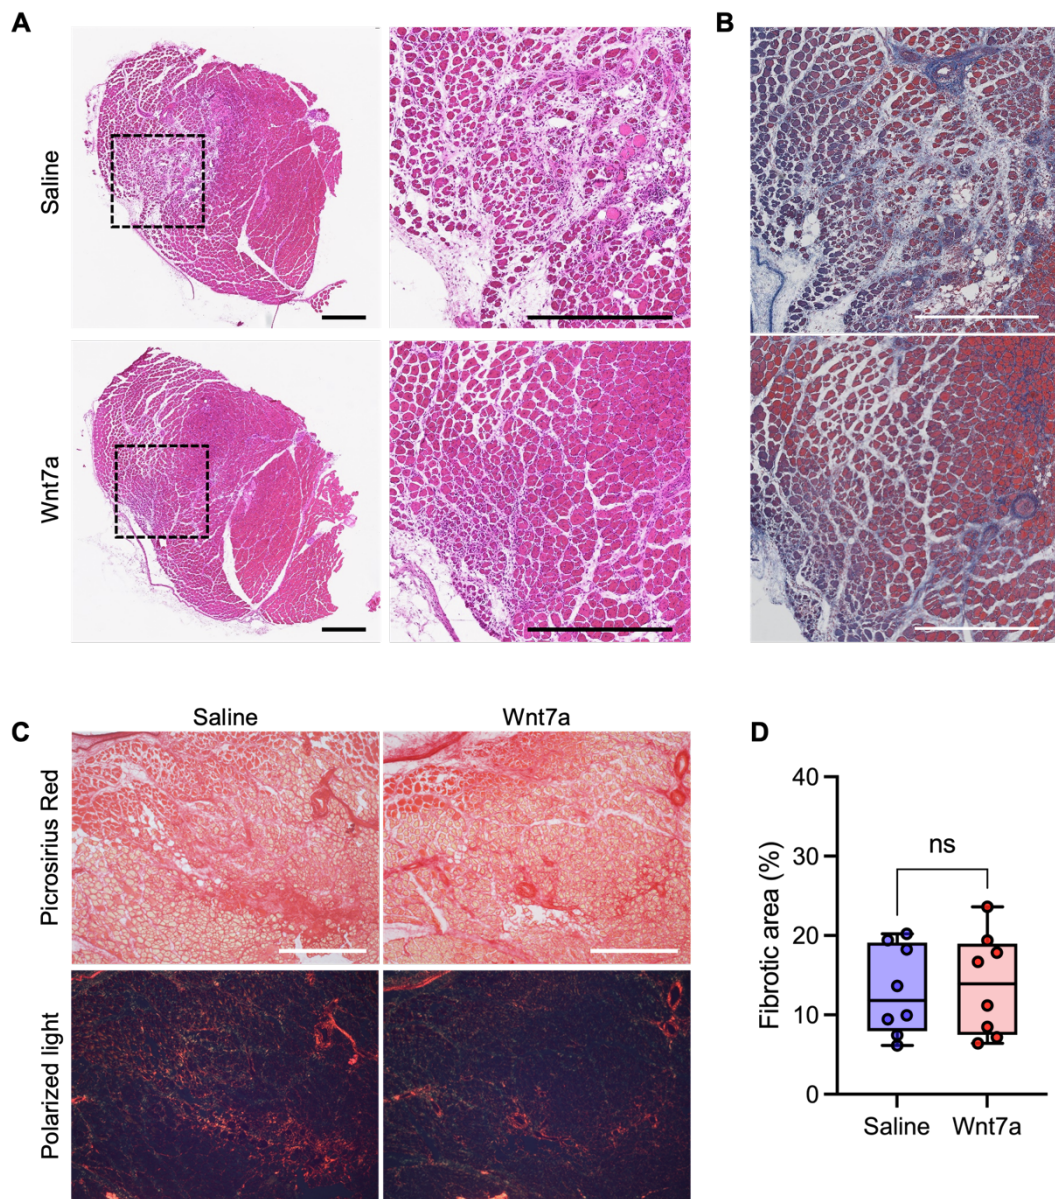 A
B
Saline
Wnt7a
C
Saline
Wnt7a
D
Picrosirius Red
Polarized light
Fibrotic area (%)
40
30
20
10
0
ns
Saline
Wnt7a